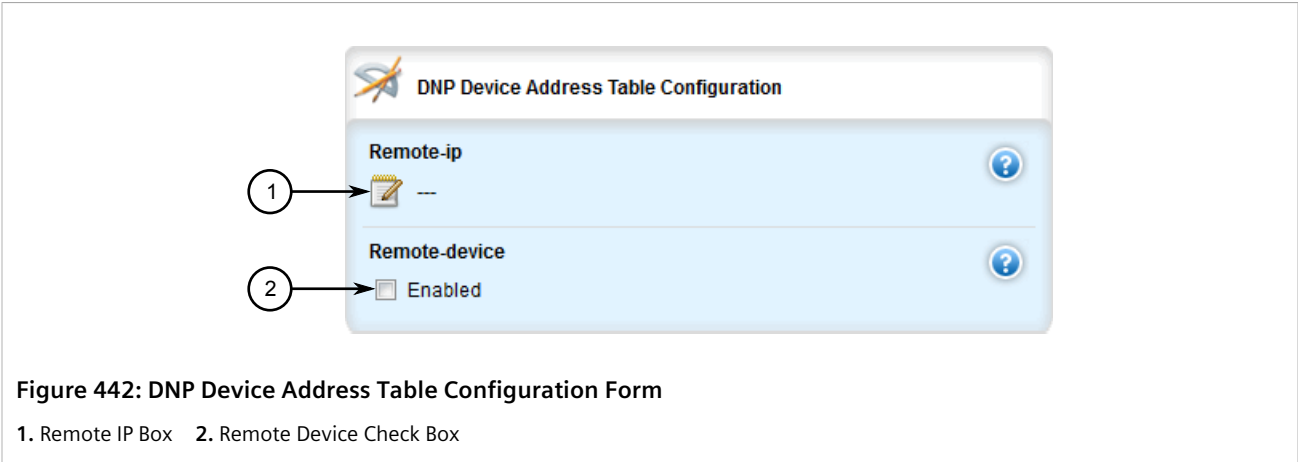 DNP Device Address Table Configuration
Remote-ip
1
---
Remote-device
2
Enabled
Figure 442: DNP Device Address Table Configuration Form
1. Remote IP Box 2. Remote Device Check Box